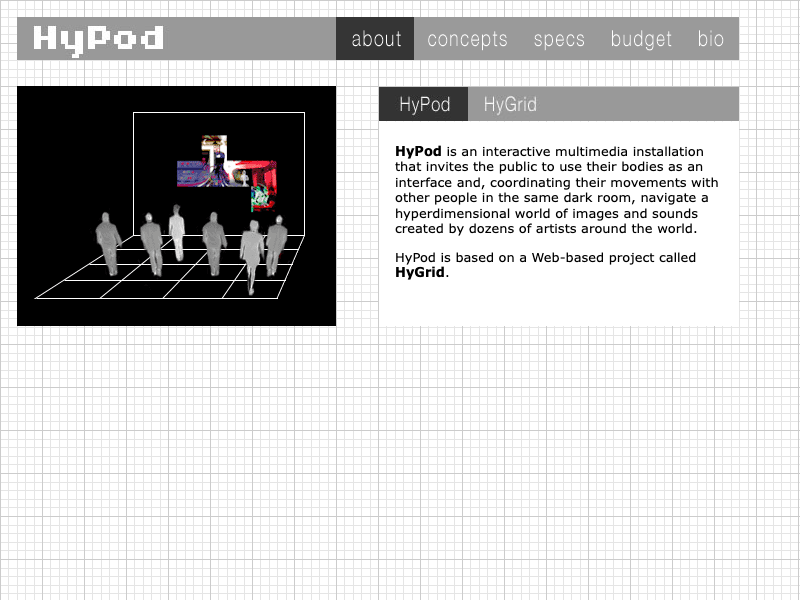 HyPod
about concepts specs budget bio
HyPod HyGrid
HyPod is an interactive multimedia installation
that invites the public to use their bodies as an
interface and, coordinating their movements with
other people in the same dark room, navigate a
hyperdimensional world of images and sounds
created by dozens of artists around the world.
HyPod is based on a Web-based project called
HyGrid.